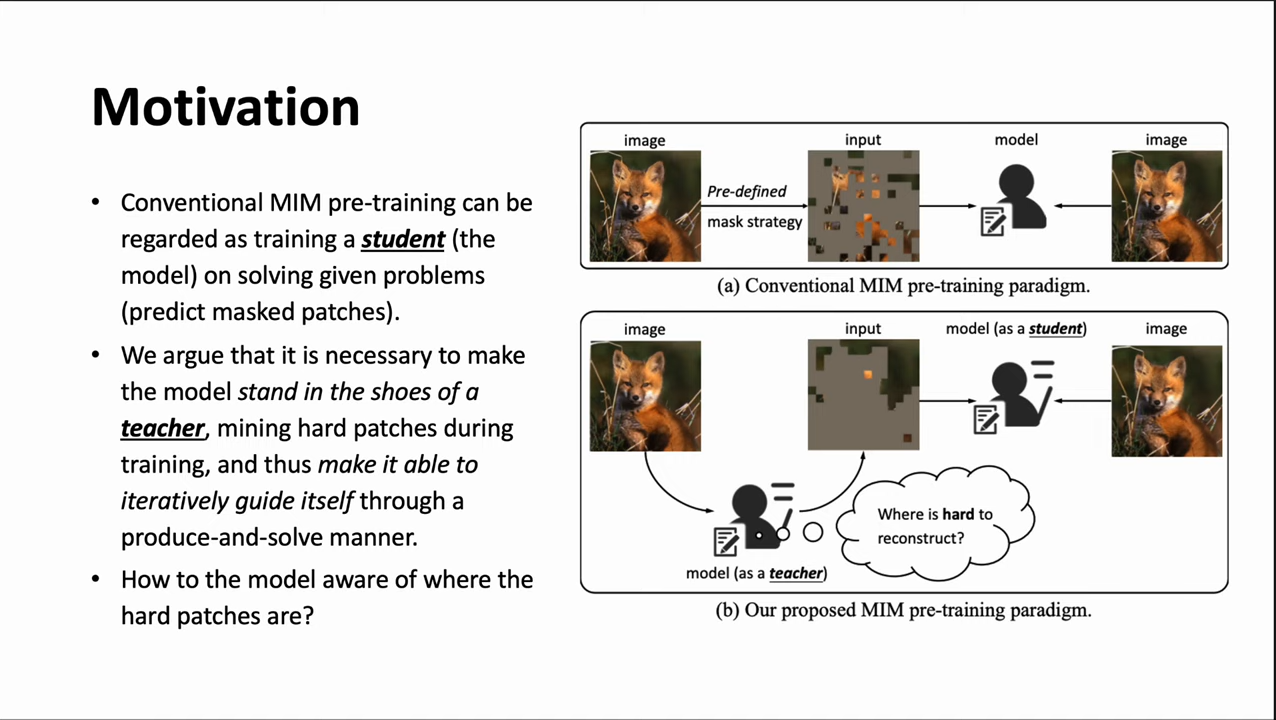 Motivation
• Conventional MIM pre-training can be
regarded as training a student (the
model) on solving given problems
(predict masked patches).
• We argue that it is necessary to make
the model stand in the shoes of a
teacher, mining hard patches during
training, and thus make it able to
iteratively guide itself through a
produce-and-solve manner.
• How to the model aware of where the
hard patches are?
image
input
model
image
Pre-defined
mask strategy
(a) Conventional MIM pre-training paradigm.
image
input
model (as a student)
image
Where is hard to
reconstruct?
model (as a teacher)
(b) Our proposed MIM pre-training paradigm.